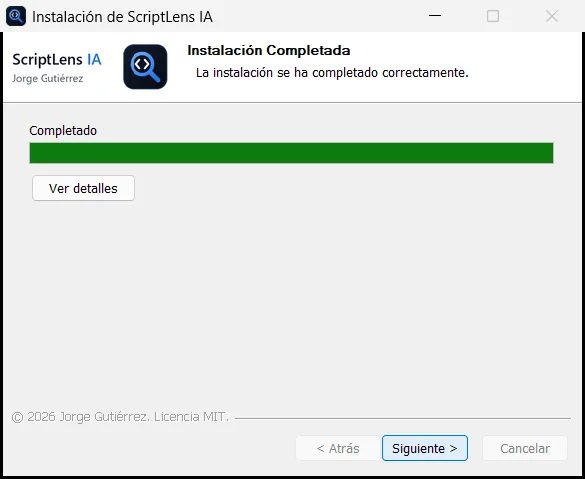 Instalación de ScriptLens IA
ScriptLens IA
Jorge Gutiérrez
Instalación Completada
La instalación se ha completado correctamente.
Completado
Ver detalles
© 2026 Jorge Gutiérrez. Licencia MIT.
< Atrás
Siguiente >
Cancelar